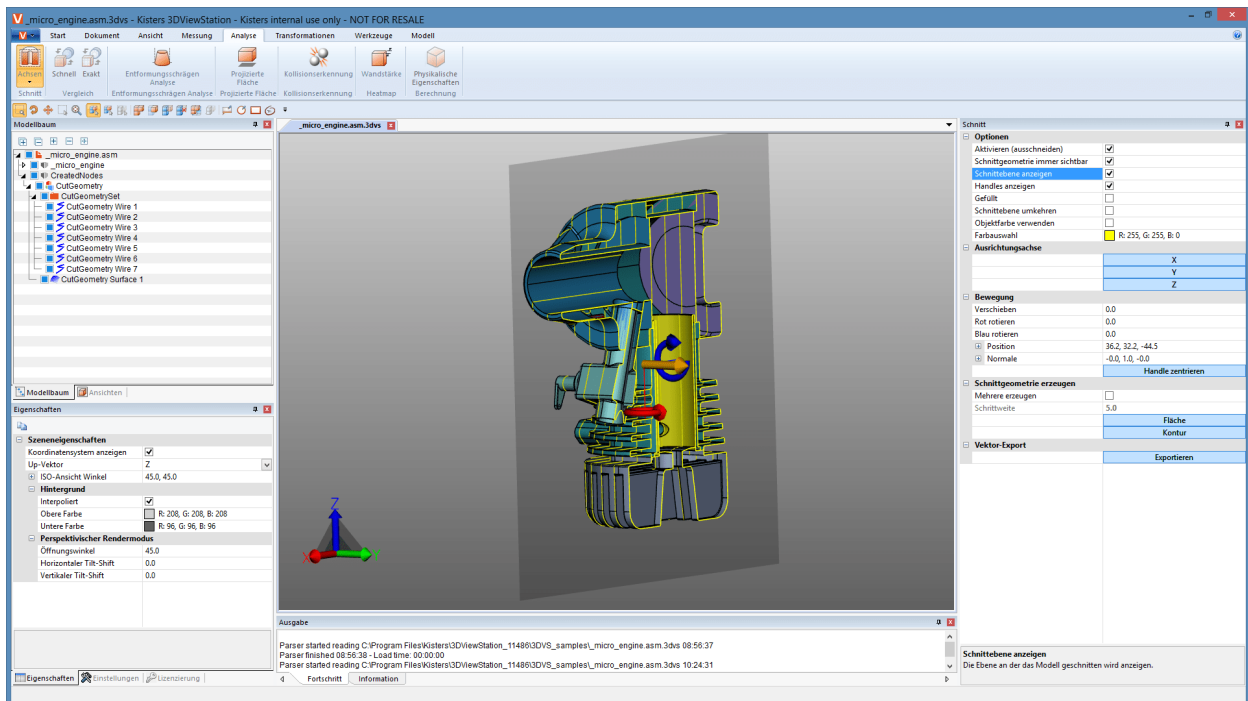 _micro_engine.asm.3dvs - Kisters 3DViewStation - Kisters internal use only - NOT FOR RESALE
Start Dokument Ansicht Messung Analyse Transformationen Werkzeuge Modell
Achsen Schnell Exakt Entformungsschrägen Analyse Projizierte Fläche Kollisionserkennung Wandstärke Physikalische Eigenschaften
Schnitt Vergleich Entformungsschrägen Analyse Projizierte Fläche Kollisionserkennung Heatmap Berechnung
Modellbaum
_micro_engine.asm
_micro_engine
CreatedNodes
CutGeometry
CutGeometrySet
CutGeometry Wire 1
CutGeometry Wire 2
CutGeometry Wire 3
CutGeometry Wire 4
CutGeometry Wire 5
CutGeometry Wire 6
CutGeometry Wire 7
CutGeometry Surface 1
Modellbaum Ansichten
Eigenschaften
Szeneneigenschaften
Koordinatensystem anzeigen
Up-Vektor Z
ISO-Ansicht Winkel 45.0, 45.0
Hintergrund
Interpoliert
Obere Farbe R: 208, G: 208, B: 208
Untere Farbe R: 96, G: 96, B: 96
Perspektivischer Rendermodus
Öffnungswinkel 45.0
Horizontaler Tilt-Shift 0.0
Vertikaler Tilt-Shift 0.0
Eigenschaften Einstellungen Lizenzierung
_micro_engine.asm.3dvs
Z
X
Y
Ausgabe
Parser started reading C:\Program Files\Kisters\3DViewStation_11486\3DVS_samples\_micro_engine.asm.3dvs 08:56:37
Parser finished 08:56:38 - Load time: 00:00:00
Parser started reading C:\Program Files\Kisters\3DViewStation_11486\3DVS_samples\_micro_engine.asm.3dvs 10:24:31
Fortschritt Information
Schnitt
Optionen
Aktivieren (ausschneiden)
Schnittgeometrie immer sichtbar
Schnittebene anzeigen
Handles anzeigen
Gefüllt
Schnittebene umkehren
Objektfarbe verwenden
Farbauswahl R: 255, G: 255, B: 0
Ausrichtungsachse
X
Y
Z
Bewegung
Verschieben 0.0
Rot rotieren 0.0
Blau rotieren 0.0
Position 36.2, 32.2, -44.5
Normale -0.0, 1.0, -0.0
Handle zentrieren
Schnittgeometrie erzeugen
Mehrere erzeugen
Schrittweite 5.0
Fläche
Kontur
Vektor-Export
Exportieren
Schnittebene anzeigen
Die Ebene an der das Modell geschnitten wird anzeigen.